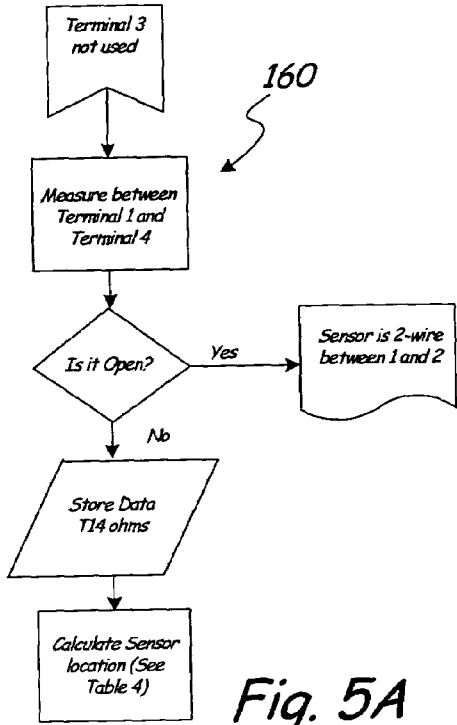 Terminal 3
not used
160
Measure between
Terminal 1 and
Terminal 4
Is it Open?
Yes
Sensor is 2-wire
between 1 and 2
No
Store Data
T14 ohms
Calculate Sensor
location (See
Table 4)
Fig. 5A